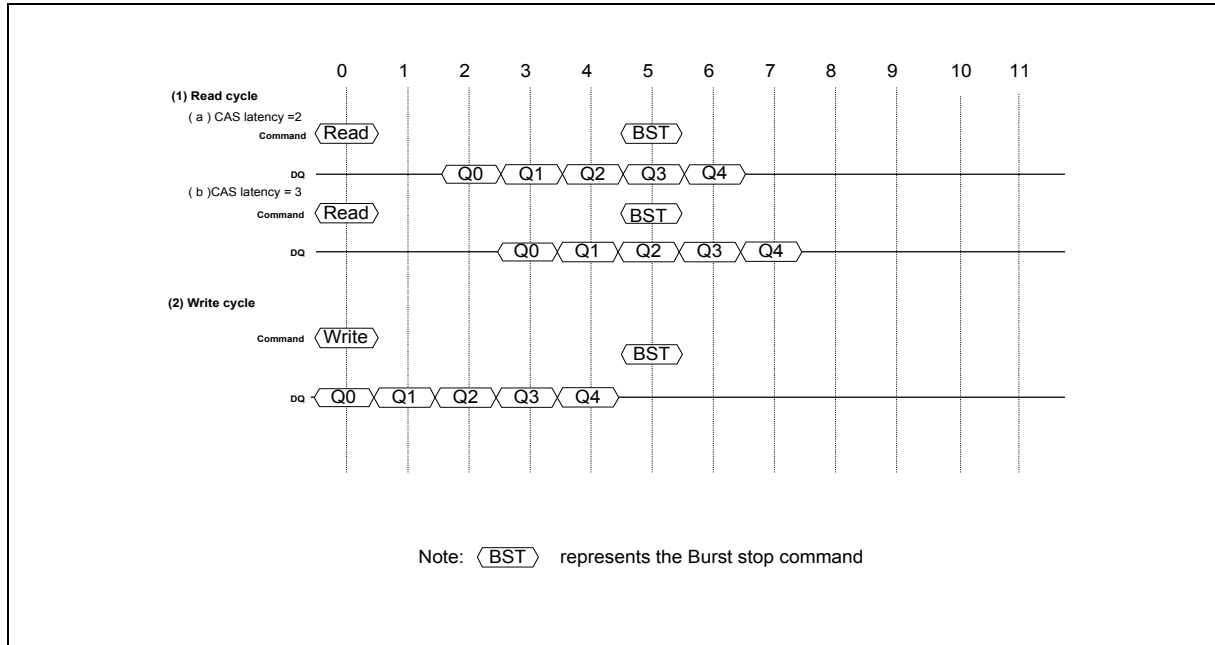 0 1 2 3 4 5 6 7 8 9 10 11
(1) Read cycle
( a ) CAS latency =2
Command Read BST
DQ Q0 Q1 Q2 Q3 Q4
( b )CAS latency = 3
Command Read BST
DQ Q0 Q1 Q2 Q3 Q4
(2) Write cycle
Command Write BST
DQ Q0 Q1 Q2 Q3 Q4
Note: BST represents the Burst stop command